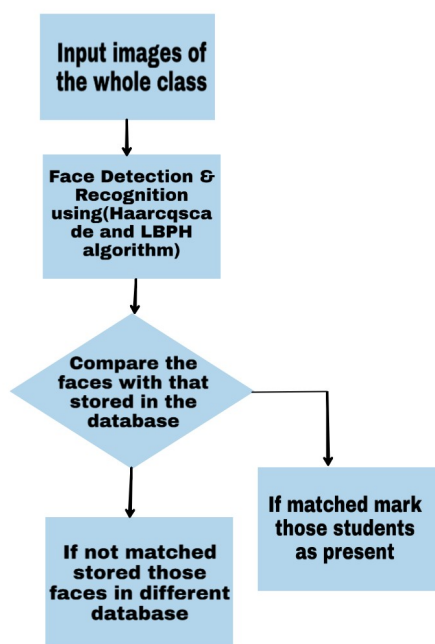 Input images of
the whole class
Face Detection &
Recognition
using(Haarcqsca
de and LBPH
algorithm)
Compare the
faces with that
stored in the
database
If matched mark
those students
as present
If not matched
stored those
faces in different
database